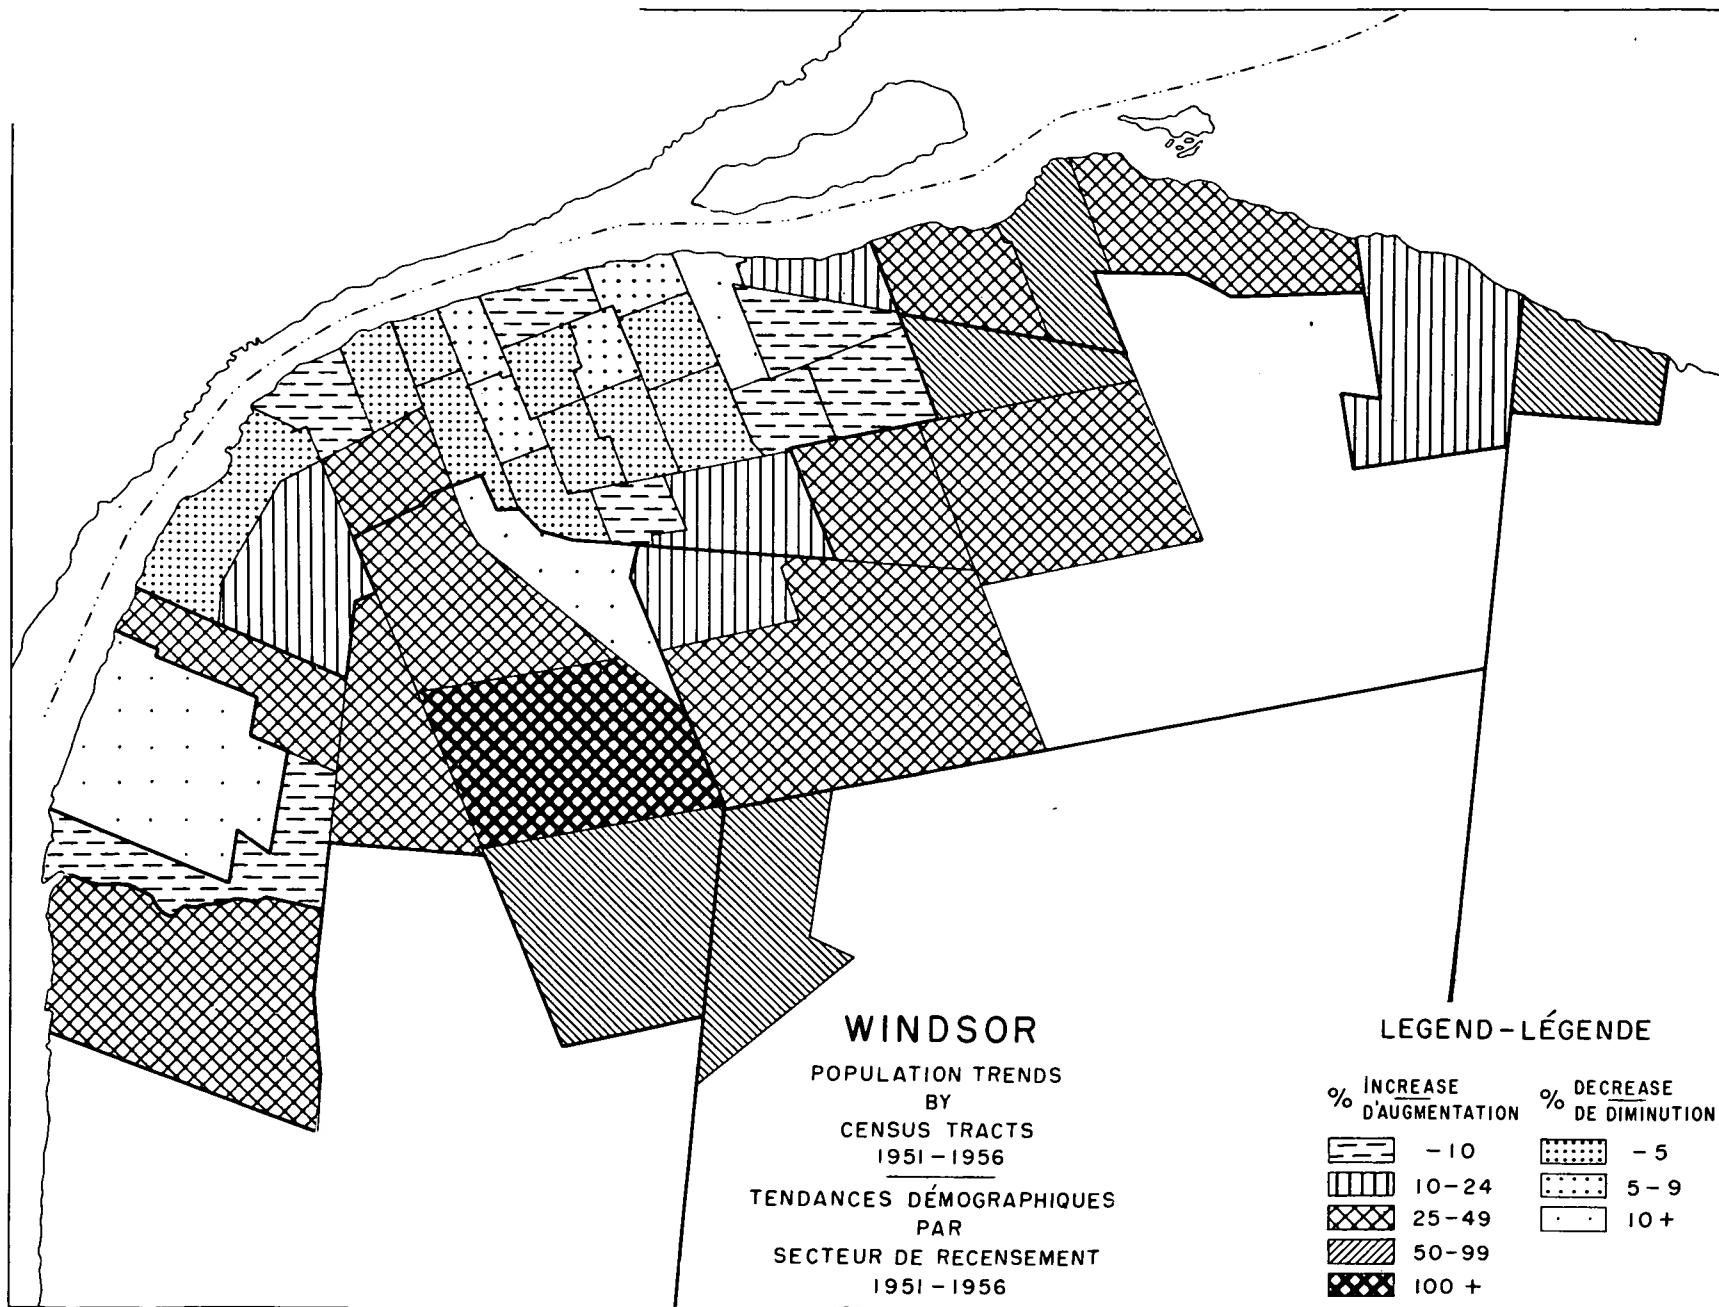 WINDSOR
POPULATION TRENDS
BY
CENSUS TRACTS
1951-1956
TENDANCES DÉMOGRAPHIQUES
PAR
SECTEUR DE RECENSEMENT
1951-1956
LEGEND-LÉGENDE
% INCREASE
D'AUGMENTATION
-10
10-24
25-49
50-99
100 +
% DECREASE
DE DIMINUTION
-5
5-9
10+